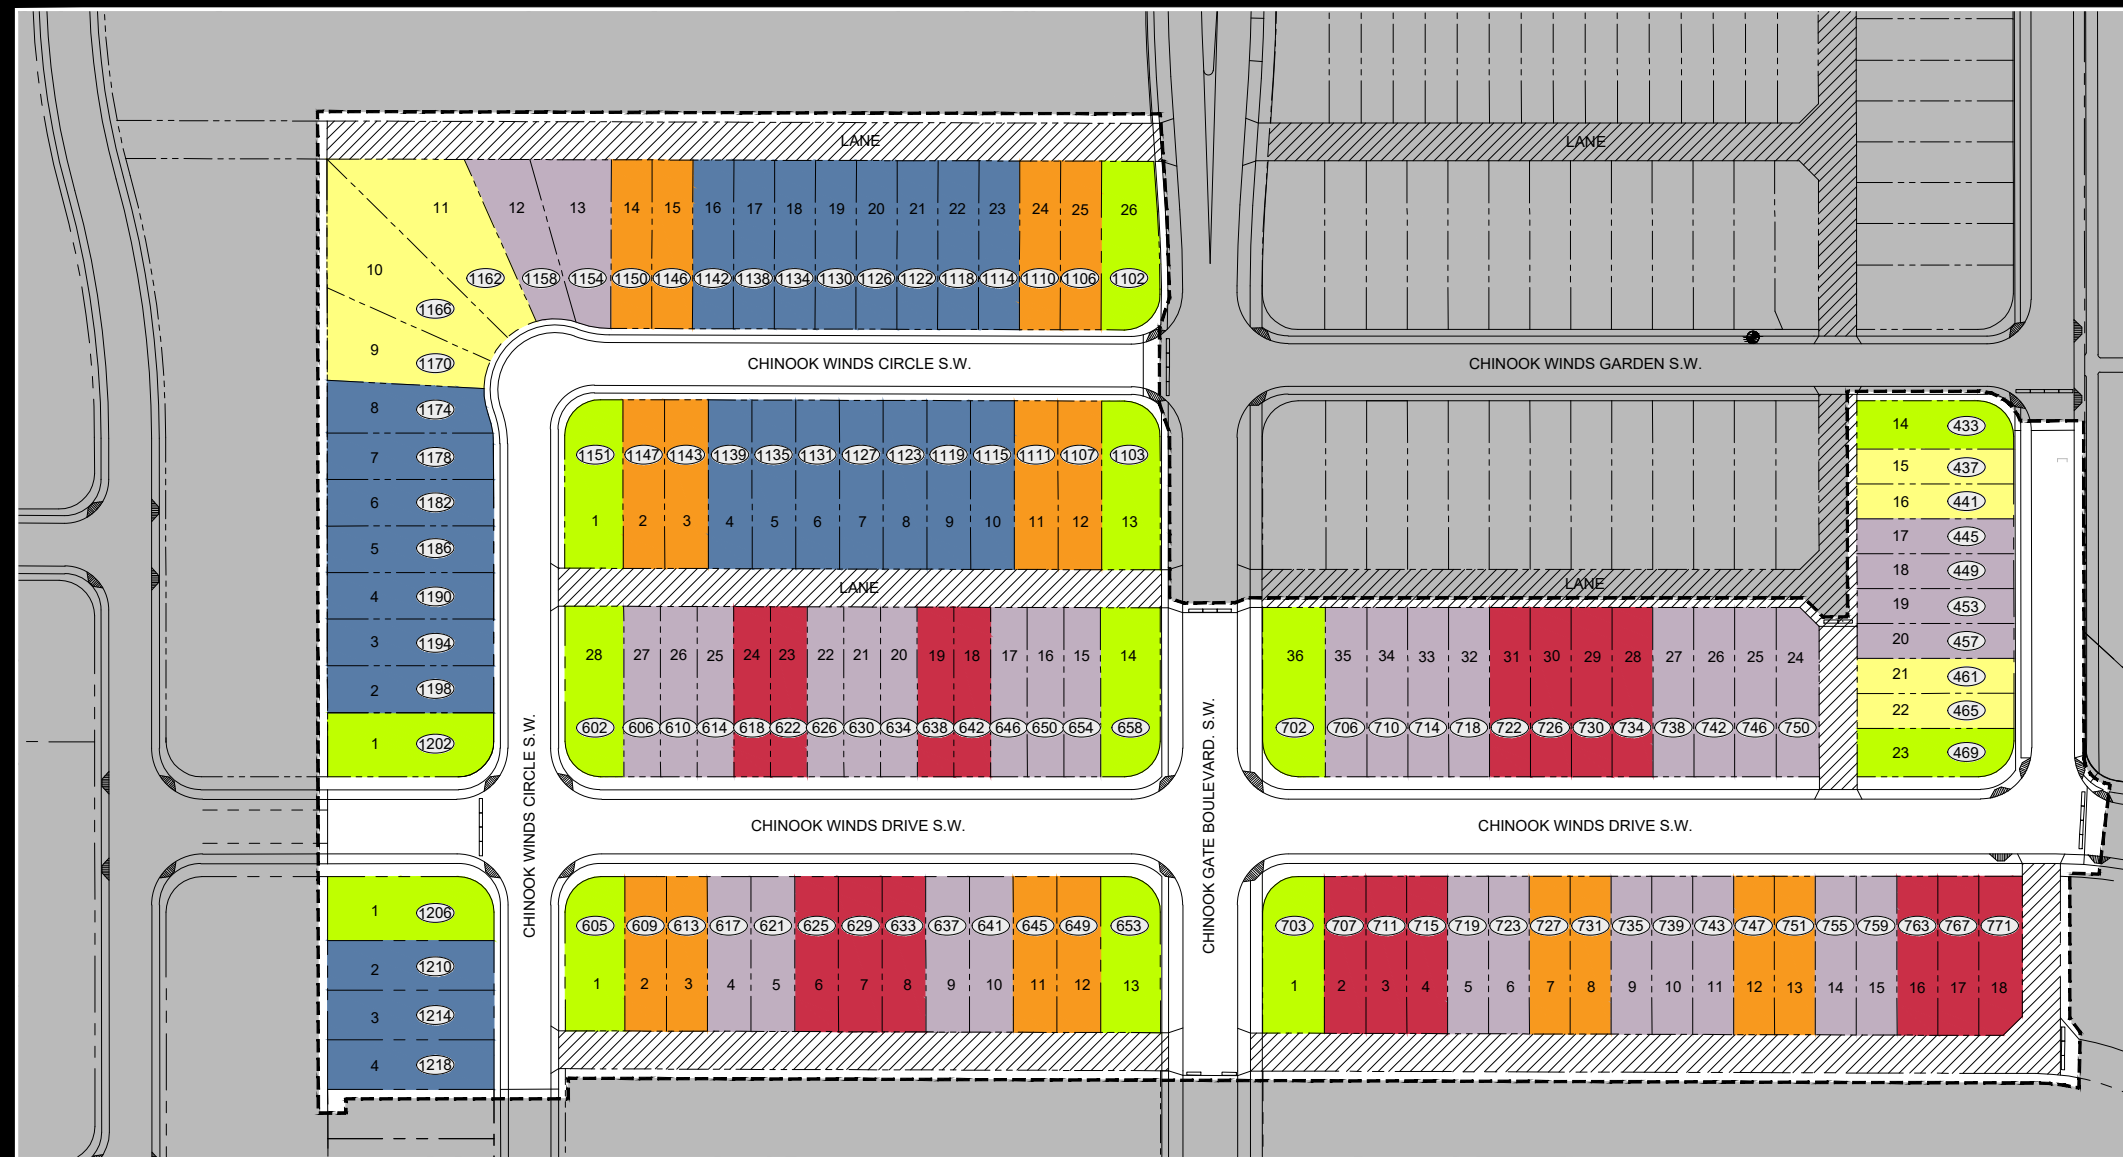 LANE
LANE
11 12 13 14 15 16 17 18 19 20 21 22 23 24 25 26
10
1162 1158 1154 1150 1146 1142 1138 1134 1130 1126 1122 1118 1114 1110 1106 1102
1166
9
1170
CHINOOK WINDS CIRCLE S.W.
CHINOOK WINDS GARDEN S.W.
8 1174
7 1178
6 1182
5 1186
4 1190
3 1194
2 1198
1 1202
1151 1147 1143 1139 1135 1131 1127 1123 1119 1115 1111 1107 1103
1 2 3 4 5 6 7 8 9 10 11 12 13
14 433
15 437
16 441
17 445
18 449
19 453
20 457
21 461
22 465
23 469
LANE
LANE
28 27 26 25 24 23 22 21 20 19 18 17 16 15 14
602 606 610 614 618 622 626 630 634 638 642 646 650 654 658
36 35 34 33 32 31 30 29 28 27 26 25 24
702 706 710 714 718 722 726 730 734 738 742 746 750
CHINOOK WINDS CIRCLE S.W.
CHINOOK GATE BOULEVARD. S.W.
CHINOOK WINDS DRIVE S.W.
CHINOOK WINDS DRIVE S.W.
1 1206
2 1210
3 1214
4 1218
605 609 613 617 621 625 629 633 637 641 645 649 653
1 2 3 4 5 6 7 8 9 10 11 12 13
703 707 711 715 719 723 727 731 735 739 743 747 751 755 759 763 767 771
1 2 3 4 5 6 7 8 9 10 11 12 13 14 15 16 17 18